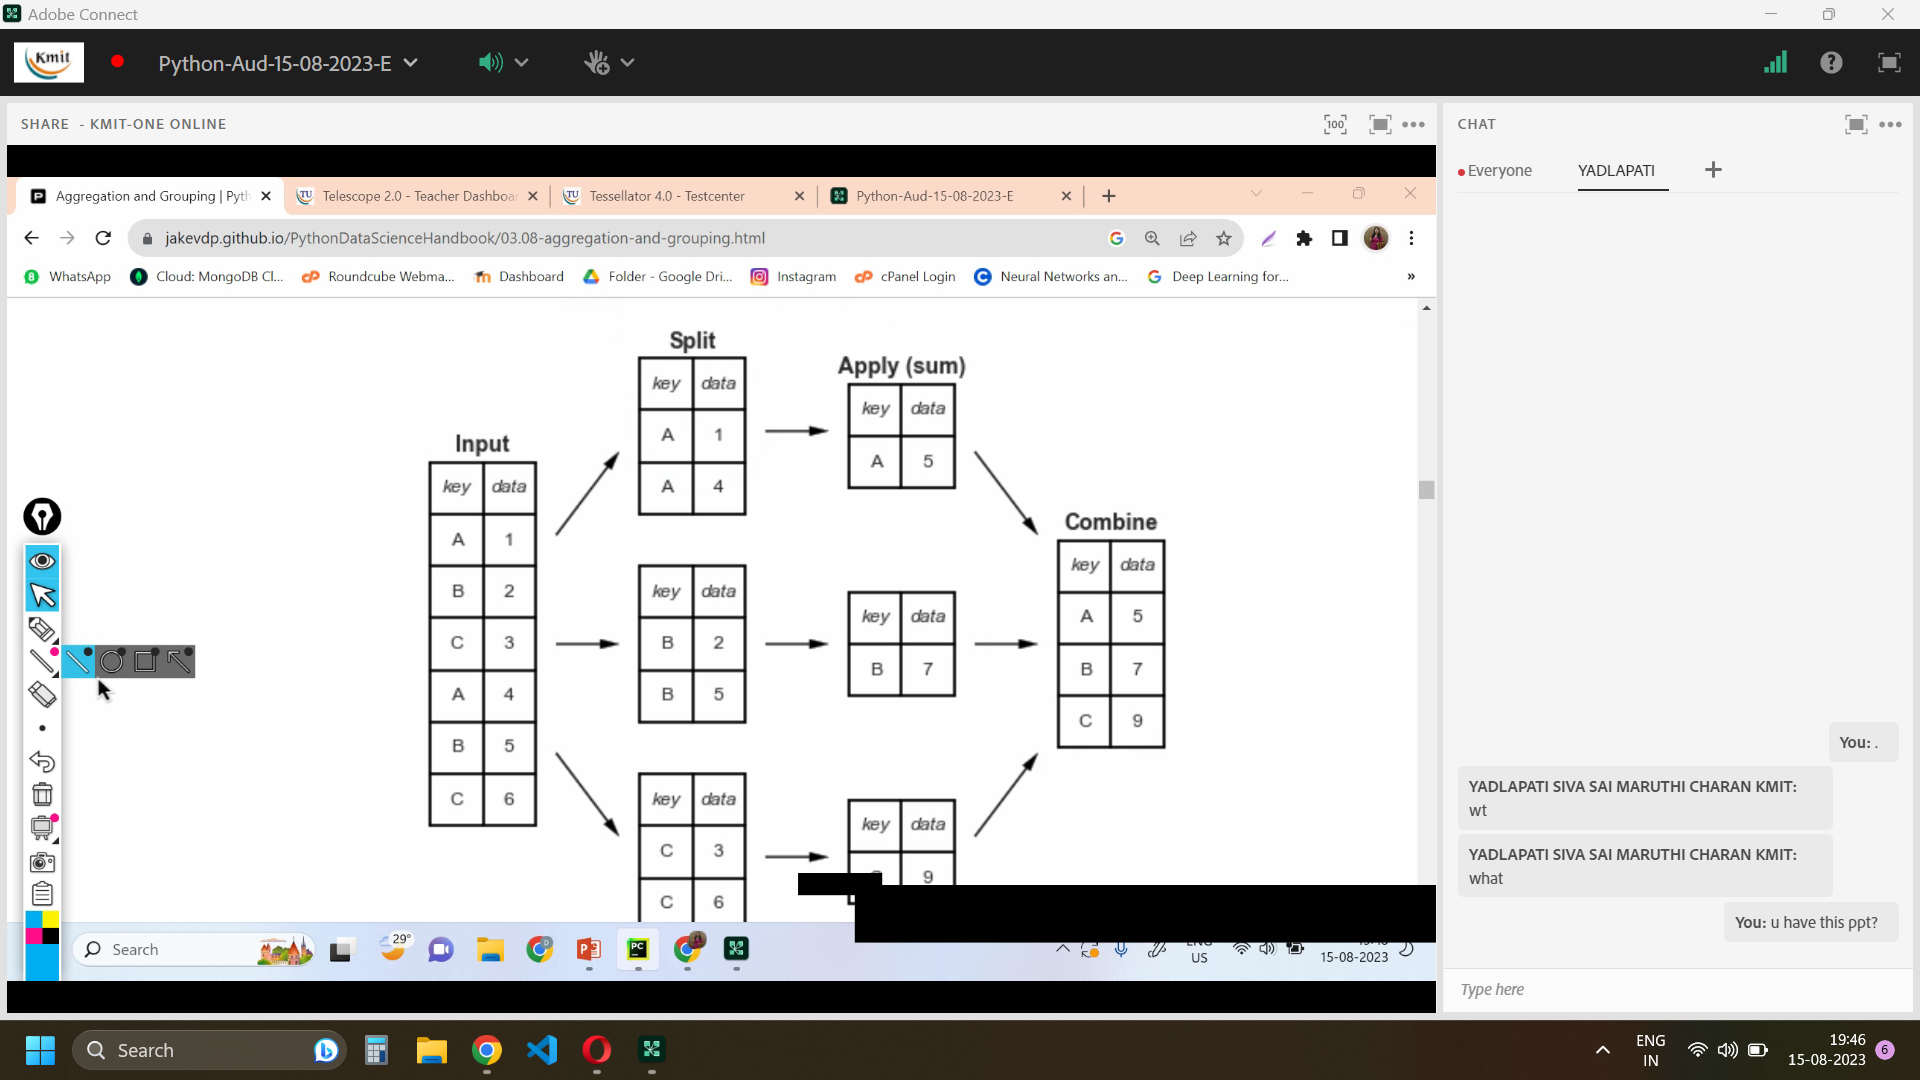 Adobe Connect
Kmit
Python-Aud-15-08-2023-E
SHARE - KMIT-ONE ONLINE
100
Aggregation and Grouping | Pyth
Telescope 2.0 - Teacher Dashboa
Tessellator 4.0 - Testcenter
Python-Aud-15-08-2023-E
jakevdp.github.io/PythonDataScienceHandbook/03.08-aggregation-and-grouping.html
WhatsApp
Cloud: MongoDB Cl...
Roundcube Webma...
Dashboard
Folder - Google Dri...
Instagram
cPanel Login
Neural Networks an...
Deep Learning for...
»
Input
key data
A 1
B 2
C 3
A 4
B 5
C 6
Split
key data
A 1
A 4
key data
B 2
B 5
key data
C 3
C 6
Apply (sum)
key data
A 5
key data
B 7
key data
9
Combine
key data
A 5
B 7
C 9
Search
29°
US
15-08-2023
CHAT
Everyone
YADLAPATI
You: .
YADLAPATI SIVA SAI MARUTHI CHARAN KMIT:
wt
YADLAPATI SIVA SAI MARUTHI CHARAN KMIT:
what
You: u have this ppt?
Type here
Search
ENG
IN
19:46
15-08-2023
6